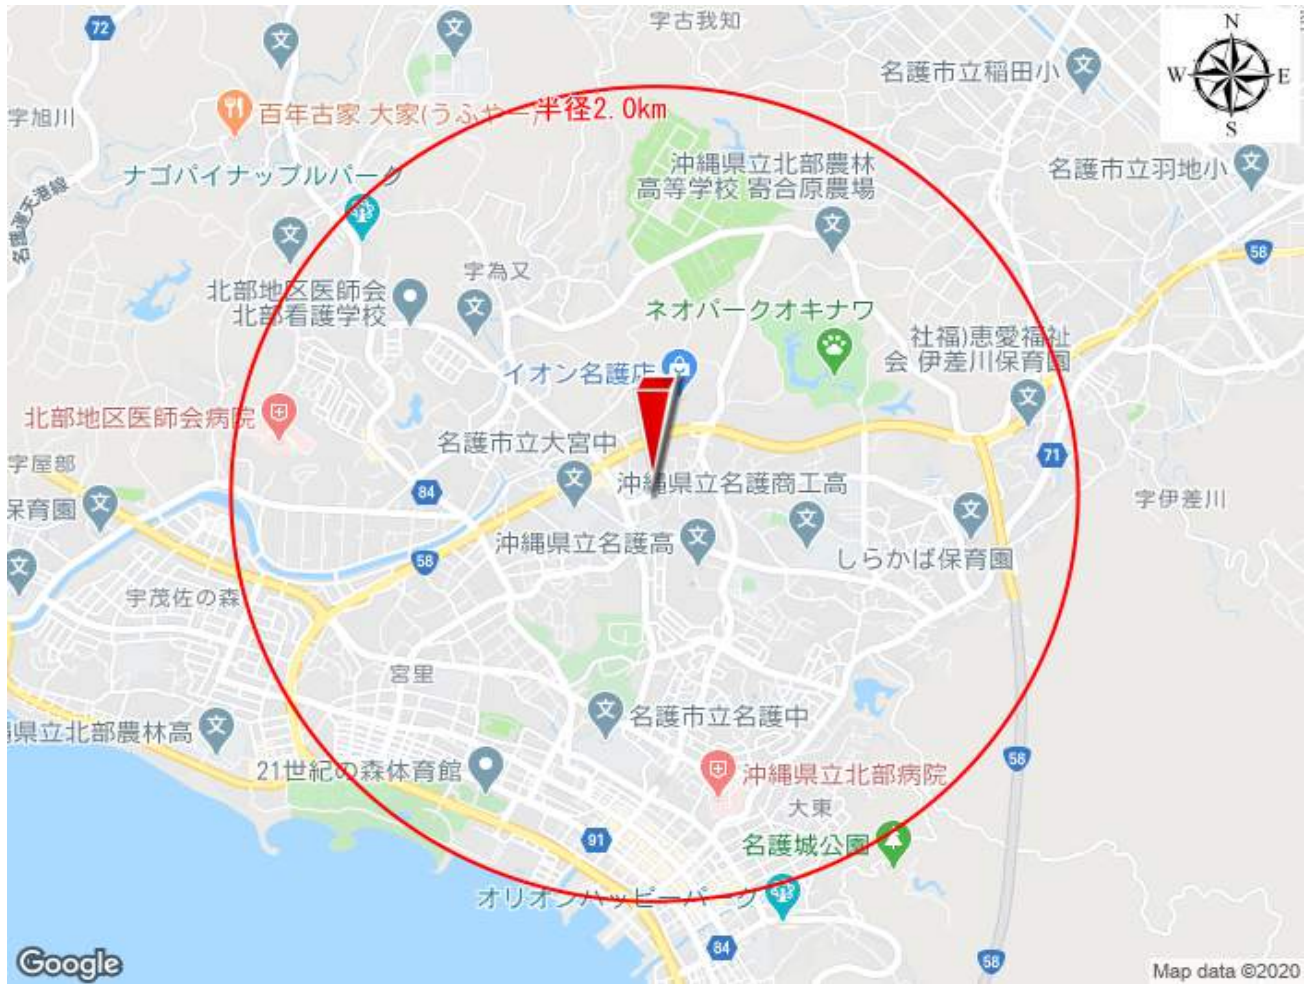 72
字古我知
N
W
E
S
名護市立稲田小
百年古家 大家(うふやー)
半径2.0km
字旭川
ナゴパイナップルパーク
沖縄県立北部農林
高等学校 寄合原農場
名護市立羽地小
58
字為又
北部地区医師会
北部看護学校
ネオパークオキナワ
社福)恵愛福祉
会 伊差川保育園
イオン名護店
北部地区医師会病院
名護市立大宮中
71
字屋部
84
沖縄県立名護商工高
字伊差川
保育園
沖縄県立名護高
58
しらかば保育園
宇茂佐の森
宮里
名護市立名護中
県立北部農林高
21世紀の森体育館
沖縄県立北部病院
58
大東
91
名護城公園
オリオンハッピーパーク
84
58
Google
Map data ©2020